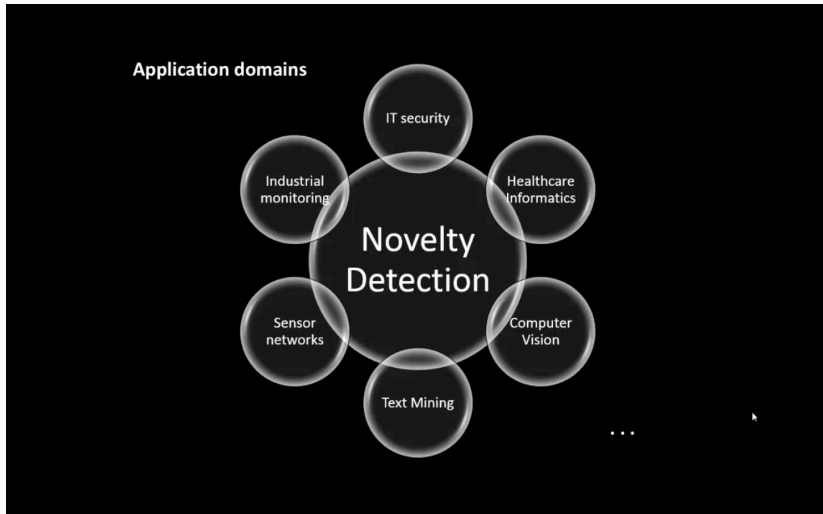 Application domains
IT security
Industrial
monitoring
Healthcare
Informatics
Novelty
Detection
Sensor
networks
Computer
Vision
Text Mining
...